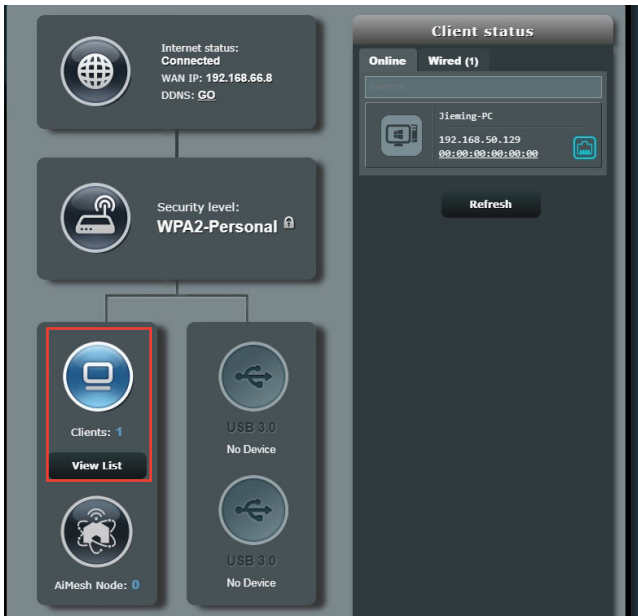 Internet status:
Connected
WAN IP: 192.168.66.8
DDNS: GO
Security level:
WPA2-Personal
Clients: 1
View List
AiMesh Node: 0
USB 3.0
No Device
USB 3.0
No Device
Client status
Online Wired (1)
Jieming-PC
192.168.50.129
00:00:00:00:00:00
Refresh